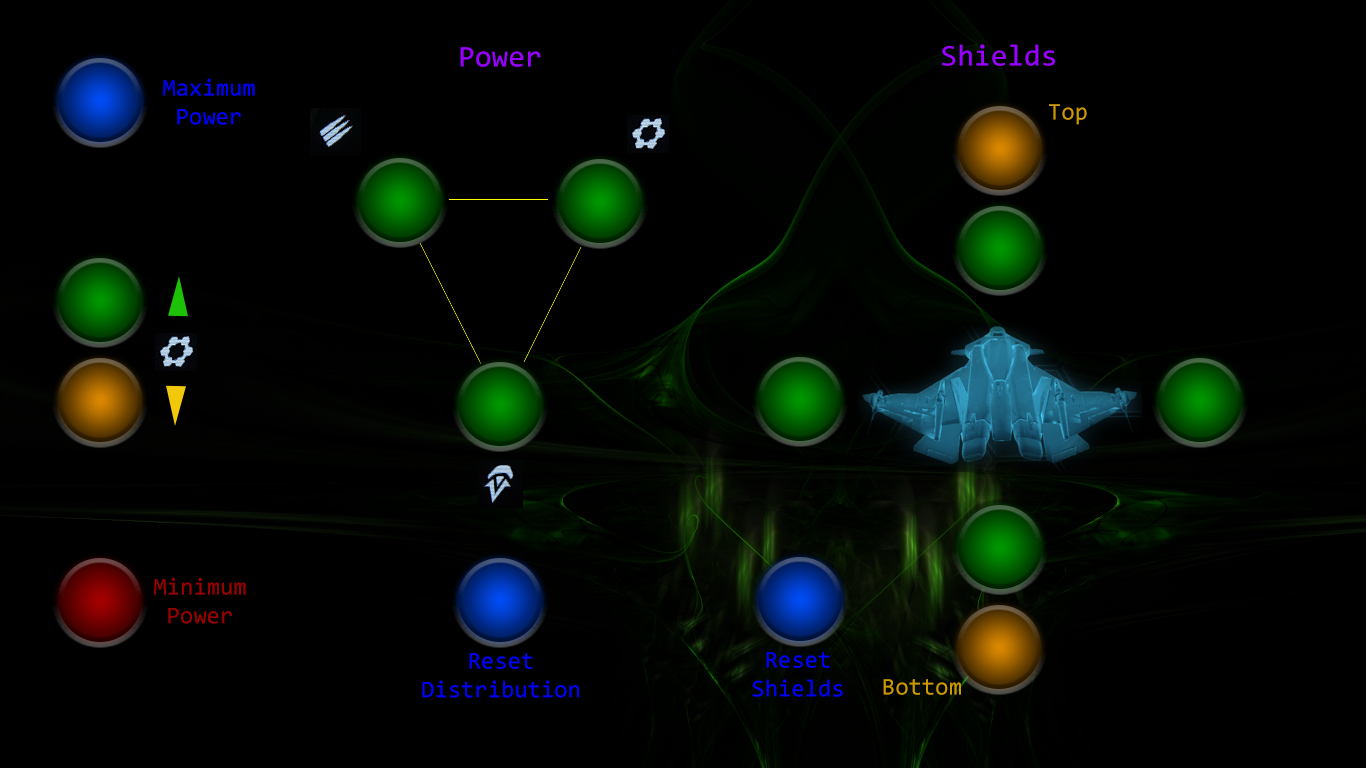 Power
Shields
Maximum
Power
Top
Minimum
Power
Reset
Distribution
Reset
Shields
Bottom